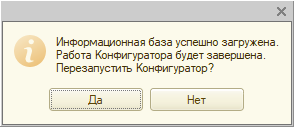 Информационная база успешно загружена.
Работа Конфигуратора будет завершена.
Перезапустить Конфигуратор?
Да
Нет